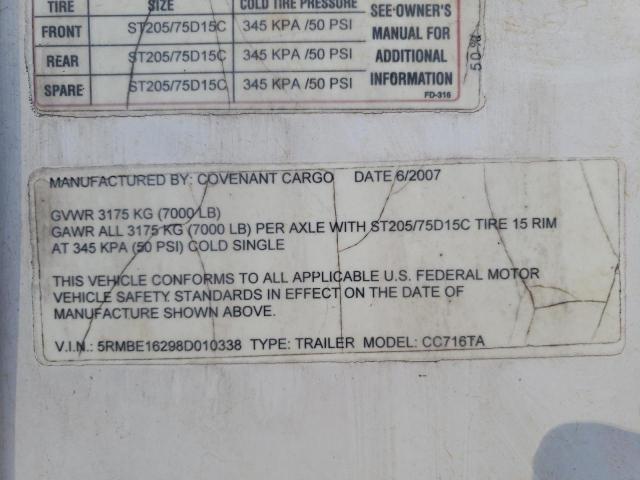 TIRE SIZE COLD TIRE PRESSURE
FRONT ST205/75D15C 345 KPA /50 PSI
REAR ST205/75D15C 345 KPA /50 PSI
SPARE ST205/75D15C 345 KPA /50 PSI
SEE OWNER'S
MANUAL FOR
ADDITIONAL
INFORMATION
FD-316
MANUFACTURED BY: COVENANT CARGO DATE 6/2007
GVWR 3175 KG (7000 LB)
GAWR ALL 3175 KG (7000 LB) PER AXLE WITH ST205/75D15C TIRE 15 RIM
AT 345 KPA (50 PSI) COLD SINGLE
THIS VEHICLE CONFORMS TO ALL APPLICABLE U.S. FEDERAL MOTOR
VEHICLE SAFETY STANDARDS IN EFFECT ON THE DATE OF
MANUFACTURE SHOWN ABOVE.
V.I.N.: 5RMBE16298D010338 TYPE: TRAILER MODEL: CC716TA